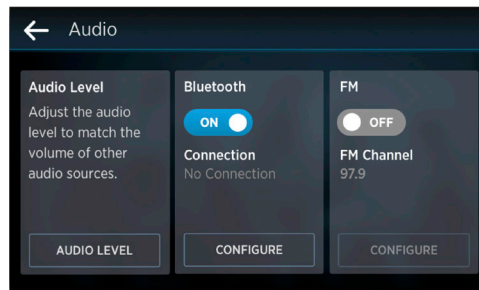 Audio
Audio Level
Adjust the audio
level to match the
volume of other
audio sources.
AUDIO LEVEL
Bluetooth
ON
Connection
No Connection
CONFIGURE
FM
OFF
FM Channel
97.9
CONFIGURE